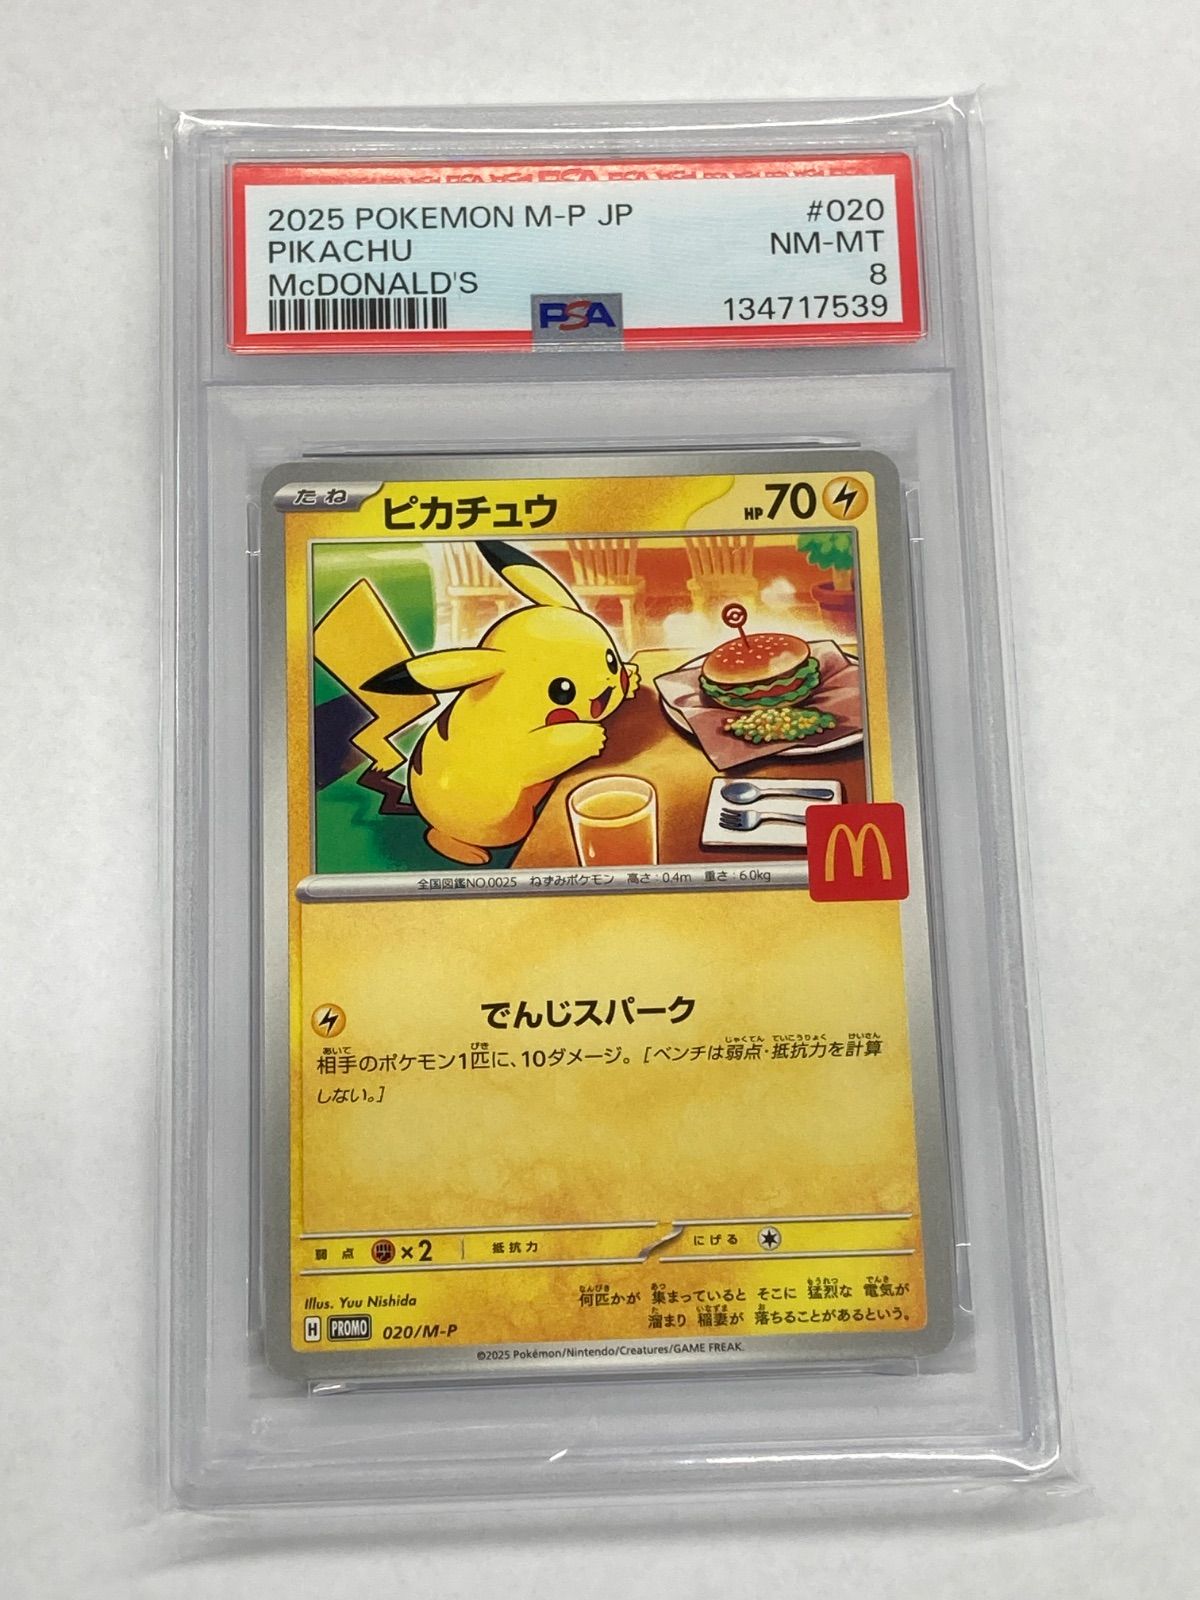 2025 POKEMON M-P JP #020
PIKACHU NM-MT
McDONALD'S 8
PSA 134717539
たね ピカチュウ HP70
全国図鑑NO.0025 ねずみポケモン 高さ:0.4m 重さ:6.0kg
でんじスパーク
相手のポケモン1匹に、10ダメージ。[ベンチは弱点・抵抗力を計算
しない。]
弱点 ×2 抵抗力 にげる
Illus. Yuu Nishida
何匹かが 集まっていると そこに 猛烈な 電気が
溜まり 稲妻が 落ちることがあるという。
H PROMO 020/M-P
©2025 Pokémon/Nintendo/Creatures/GAME FREAK.